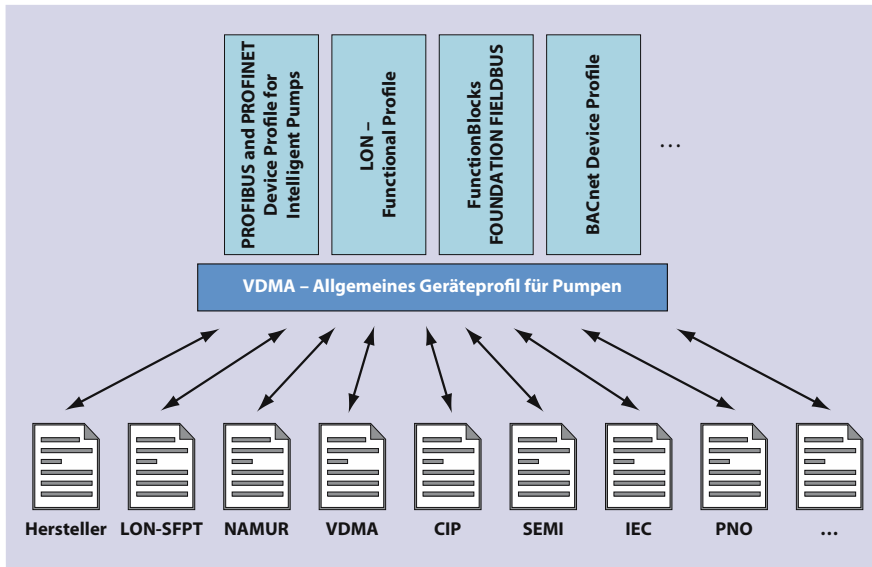 PROFIBUS and PROFINET
Device Profile for
Intelligent Pumps
LON –
Functional Profile
FunctionBlocks
FOUNDATION FIELDBUS
BACnet Device Profile
...
VDMA – Allgemeines Geräteprofil für Pumpen
Hersteller
LON-SFPT
NAMUR
VDMA
CIP
SEMI
IEC
PNO
...